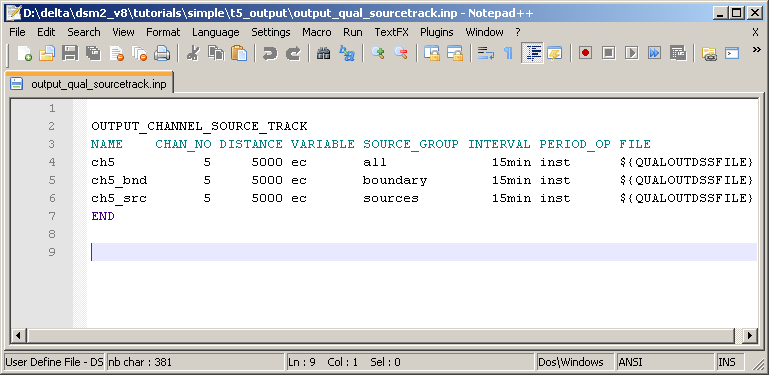 D:\delta\dsm2_v8\tutorials\simple\t5_output\output_qual_sourcetrack.inp - Notepad++
File Edit Search View Format Language Settings Macro Run TextFX Plugins Window ? X
output_qual_sourcetrack.inp
1
2 OUTPUT_CHANNEL_SOURCE_TRACK
3 NAME CHAN_NO DISTANCE VARIABLE SOURCE_GROUP INTERVAL PERIOD_OP FILE
4 ch5 5 5000 ec all 15min inst ${QUALOUTDSSFILE}
5 ch5_bnd 5 5000 ec boundary 15min inst ${QUALOUTDSSFILE}
6 ch5_src 5 5000 ec sources 15min inst ${QUALOUTDSSFILE}
7 END
8
9
User Define File - DS nb char : 381 Ln : 9 Col : 1 Sel : 0 Dos\Windows ANSI INS